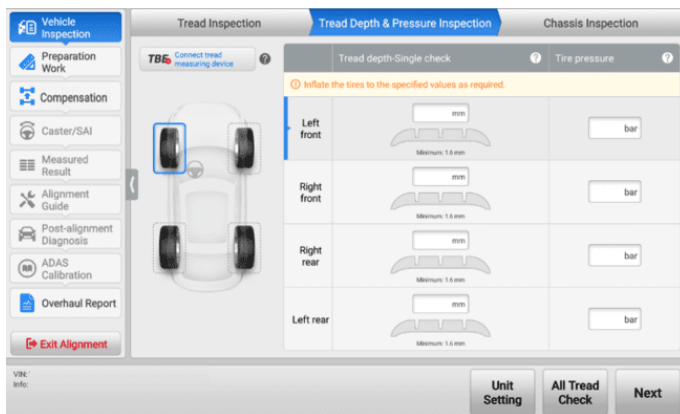 Vehicle
Inspection
Preparation
Work
Compensation
Caster/SAI
Measured
Result
Alignment
Guide
Post-alignment
Diagnosis
ADAS
Calibration
Overhaul Report
Exit Alignment
Tread Inspection
Tread Depth & Pressure Inspection
Chassis Inspection
TBE Connect tread
measuring device
Tread depth-Single check
Tire pressure
Inflate the tires to the specified values as required.
Left
front
mm
Minimum: 1.6 mm
bar
Right
front
mm
Minimum: 1.6 mm
bar
Right
rear
mm
Minimum: 1.6 mm
bar
Left rear
mm
Minimum: 1.6 mm
bar
VIN:
Info:
Unit
Setting
All Tread
Check
Next